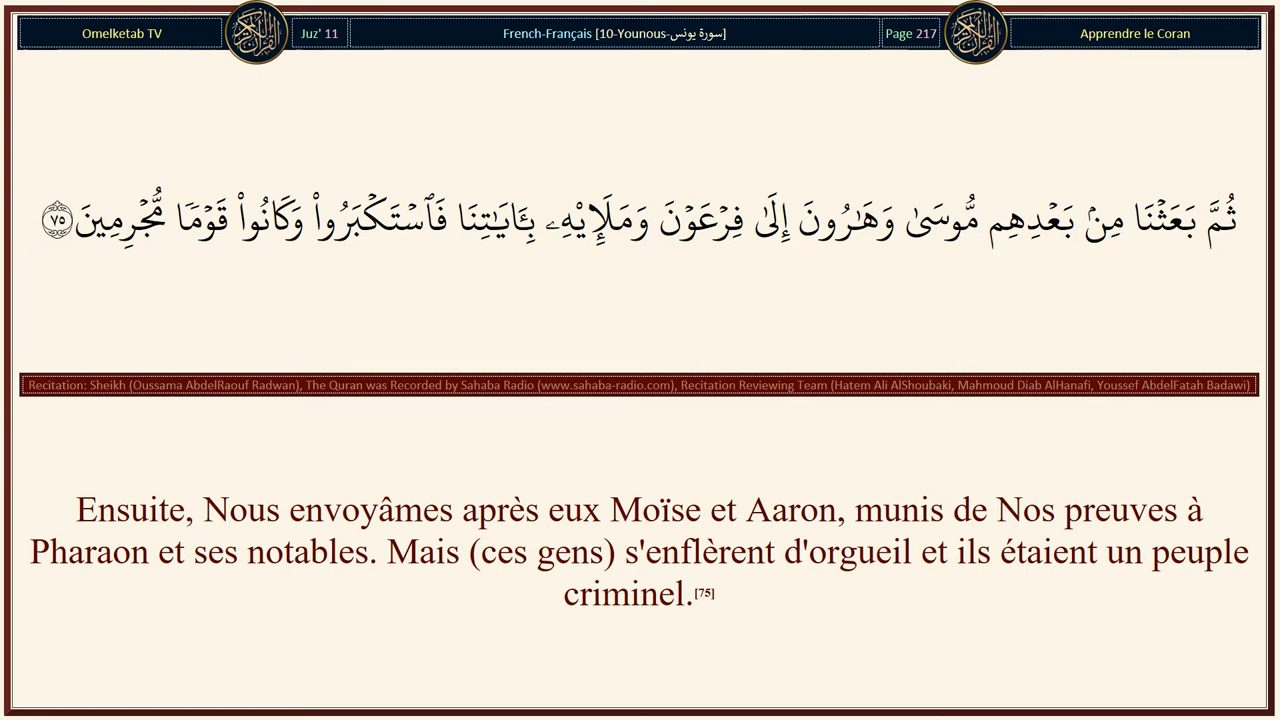 Omelketab TV
Juz' 11
French-Français [10-Younous-سورة يونس]
Page 217
Apprendre le Coran
ثُمَّ بَعَثۡنَا مِنۢ بَعۡدِهِم مُّوسَىٰ وَهَٰرُونَ إِلَىٰ فِرۡعَوۡنَ وَمَلَإِيْهِۦ بِـَٔايَٰتِنَا فَٱسۡتَكۡبَرُواْ وَكَانُواْ قَوۡمٗا مُّجۡرِمِينَ ٧٥
Recitation: Sheikh (Oussama AbdelRaouf Radwan), The Quran was Recorded by Sahaba Radio (www.sahaba-radio.com), Recitation Reviewing Team (Hatem Ali AlShoubaki, Mahmoud Diab AlHanafi, Youssef AbdelFatah Badawi)
Ensuite, Nous envoyâmes après eux Moïse et Aaron, munis de Nos preuves à
Pharaon et ses notables. Mais (ces gens) s'enflèrent d'orgueil et ils étaient un peuple
criminel.[75]